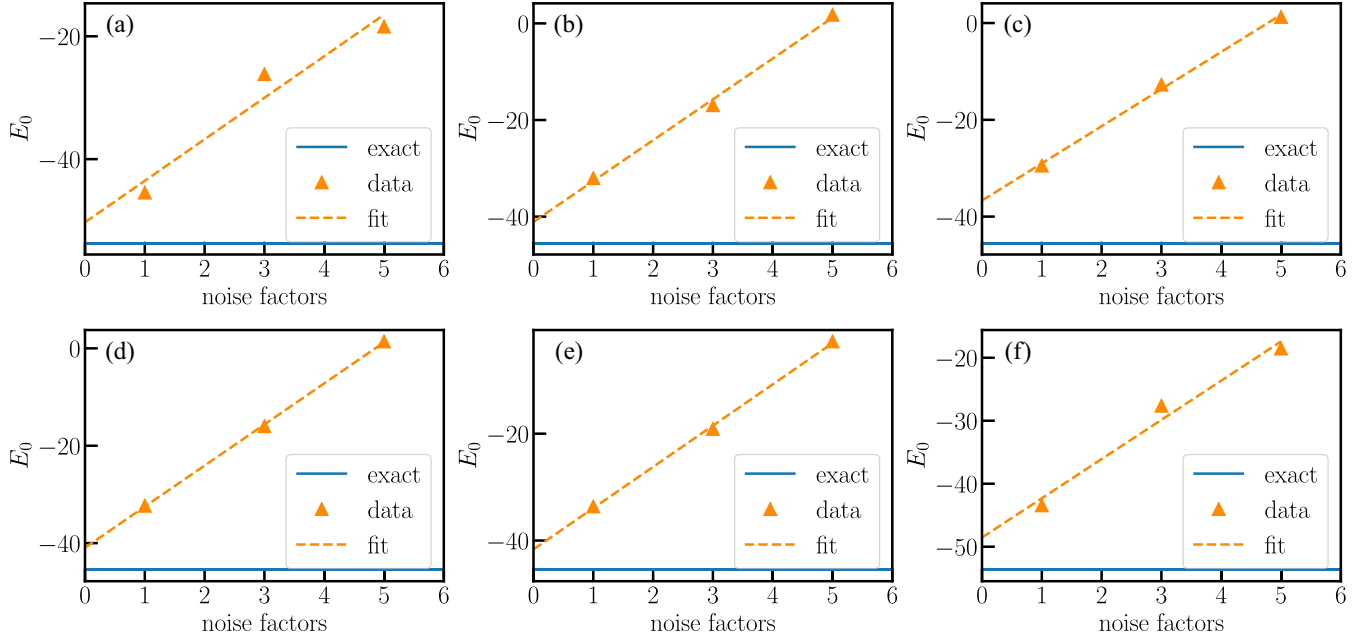 (a)
E₀
−20
−40
exact
data
fit
0 1 2 3 4 5 6
noise factors
(b)
E₀
0
−20
−40
exact
data
fit
0 1 2 3 4 5 6
noise factors
(c)
E₀
0
−20
−40
exact
data
fit
0 1 2 3 4 5 6
noise factors
(d)
E₀
0
−20
−40
exact
data
fit
0 1 2 3 4 5 6
noise factors
(e)
E₀
−20
−40
exact
data
fit
0 1 2 3 4 5 6
noise factors
(f)
E₀
−20
−30
−40
−50
exact
data
fit
0 1 2 3 4 5 6
noise factors